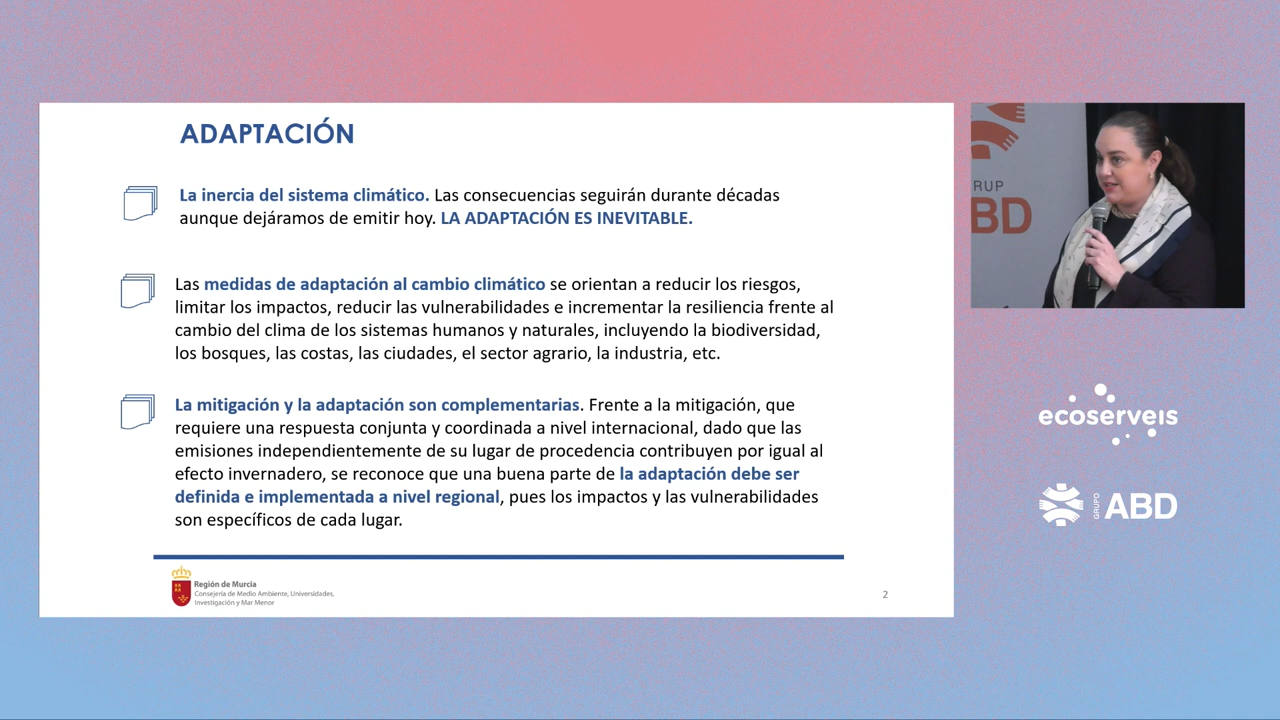 ADAPTACIÓN
La inercia del sistema climático. Las consecuencias seguirán durante décadas
aunque dejáramos de emitir hoy. LA ADAPTACIÓN ES INEVITABLE.
Las medidas de adaptación al cambio climático se orientan a reducir los riesgos,
limitar los impactos, reducir las vulnerabilidades e incrementar la resiliencia frente al
cambio del clima de los sistemas humanos y naturales, incluyendo la biodiversidad,
los bosques, las costas, las ciudades, el sector agrario, la industria, etc.
La mitigación y la adaptación son complementarias. Frente a la mitigación, que
requiere una respuesta conjunta y coordinada a nivel internacional, dado que las
emisiones independientemente de su lugar de procedencia contribuyen por igual al
efecto invernadero, se reconoce que una buena parte de la adaptación debe ser
definida e implementada a nivel regional, pues los impactos y las vulnerabilidades
son específicos de cada lugar.
Región de Murcia
Consejería de Medio Ambiente, Universidades,
Investigación y Mar Menor
2
RUP
BD
ecoserveis
GRUPO ABD